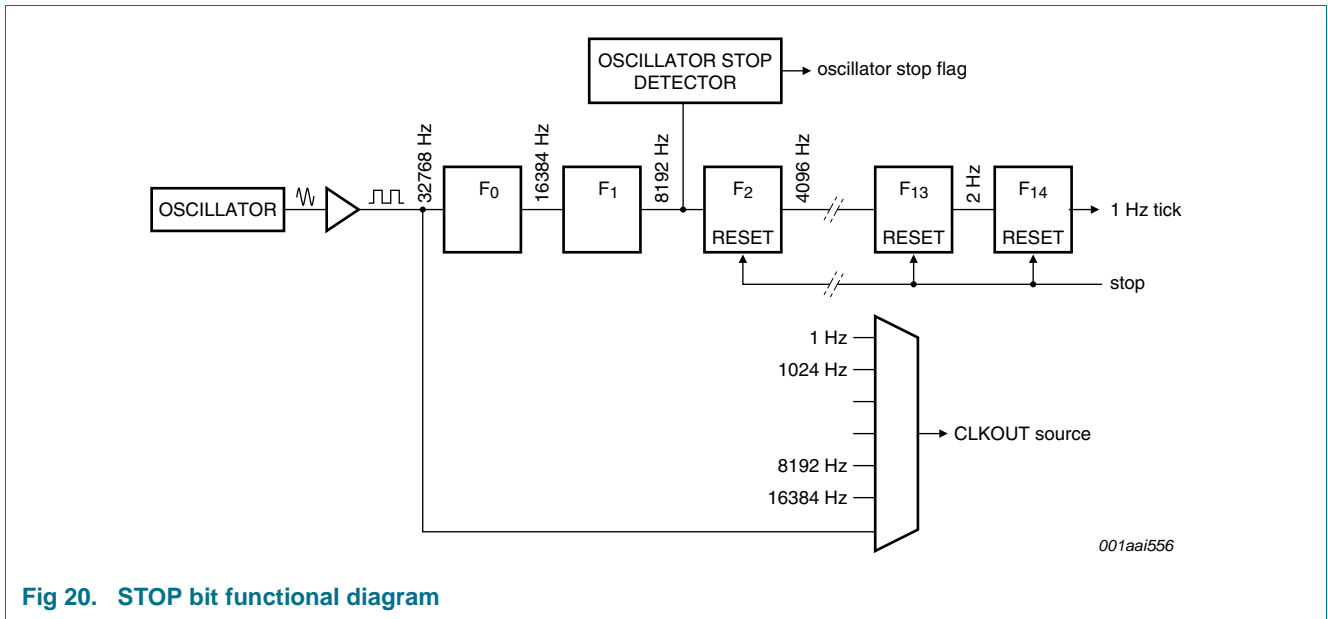 OSCILLATOR STOP
DETECTOR
oscillator stop flag
32768 Hz
16384 Hz
8192 Hz
4096 Hz
2 Hz
OSCILLATOR
F0
F1
F2
RESET
F13
RESET
F14
RESET
1 Hz tick
stop
1 Hz
1024 Hz
8192 Hz
16384 Hz
CLKOUT source
001aai556
Fig 20. STOP bit functional diagram